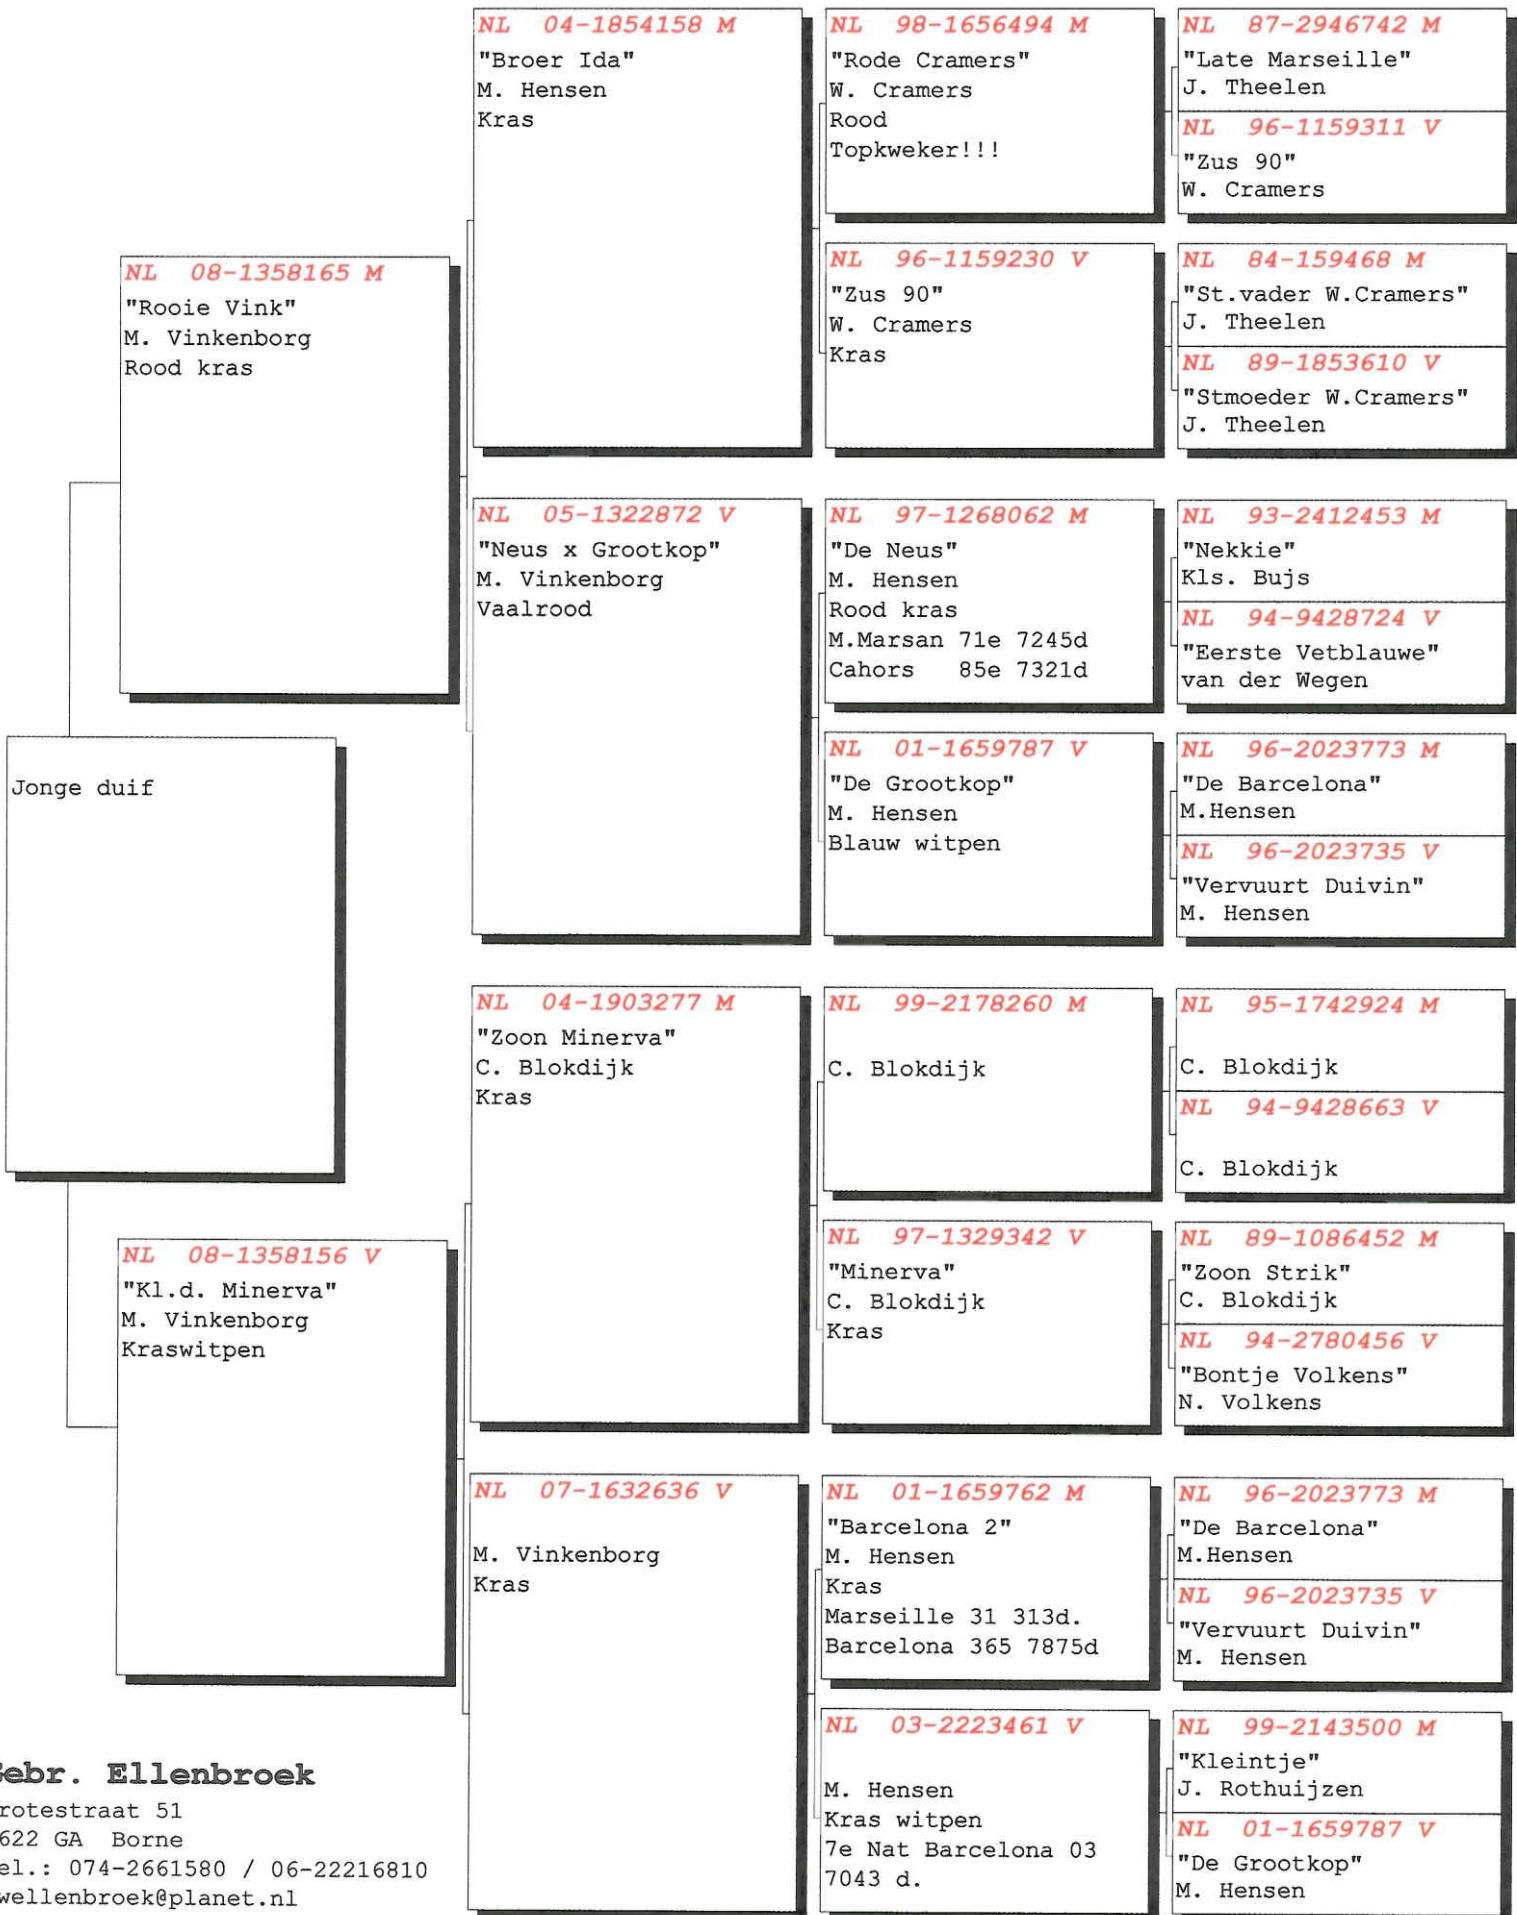 NL 04-1854158 M
"Broer Ida"
M. Hensen
Kras
NL 98-1656494 M
"Rode Cramers"
W. Cramers
Rood
Topkweker!!!
NL 87-2946742 M
"Late Marseille"
J. Theelen
NL 96-1159311 V
"Zus 90"
W. Cramers
NL 08-1358165 M
"Rooie Vink"
M. Vinkenborg
Rood kras
NL 96-1159230 V
"Zus 90"
W. Cramers
Kras
NL 84-159468 M
"St.vader W.Cramers"
J. Theelen
NL 89-1853610 V
"Stmoeder W.Cramers"
J. Theelen
NL 05-1322872 V
"Neus x Grootkop"
M. Vinkenborg
Vaalrood
NL 97-1268062 M
"De Neus"
M. Hensen
Rood kras
M.Marsan 71e 7245d
Cahors 85e 7321d
NL 93-2412453 M
"Nekkie"
Kls. Bujs
NL 94-9428724 V
"Eerste Vetblauwe"
van der Wegen
Jonge duif
NL 01-1659787 V
"De Grootkop"
M. Hensen
Blauw witpen
NL 96-2023773 M
"De Barcelona"
M.Hensen
NL 96-2023735 V
"Vervuurt Duivin"
M. Hensen
NL 04-1903277 M
"Zoon Minerva"
C. Blokdijk
Kras
NL 99-2178260 M
C. Blokdijk
NL 95-1742924 M
C. Blokdijk
NL 94-9428663 V
C. Blokdijk
NL 08-1358156 V
"Kl.d. Minerva"
M. Vinkenborg
Kraswitpen
NL 97-1329342 V
"Minerva"
C. Blokdijk
Kras
NL 89-1086452 M
"Zoon Strik"
C. Blokdijk
NL 94-2780456 V
"Bontje Volkens"
N. Volkens
NL 07-1632636 V
M. Vinkenborg
Kras
NL 01-1659762 M
"Barcelona 2"
M. Hensen
Kras
Marseille 31 313d.
Barcelona 365 7875d
NL 96-2023773 M
"De Barcelona"
M.Hensen
NL 96-2023735 V
"Vervuurt Duivin"
M. Hensen
NL 03-2223461 V
M. Hensen
Kras witpen
7e Nat Barcelona 03
7043 d.
NL 99-2143500 M
"Kleintje"
J. Rothuijzen
NL 01-1659787 V
"De Grootkop"
M. Hensen
Gebr. Ellenbroek
rotestraat 51
622 GA Borne
el.: 074-2661580 / 06-22216810
wellenbroek@planet.nl